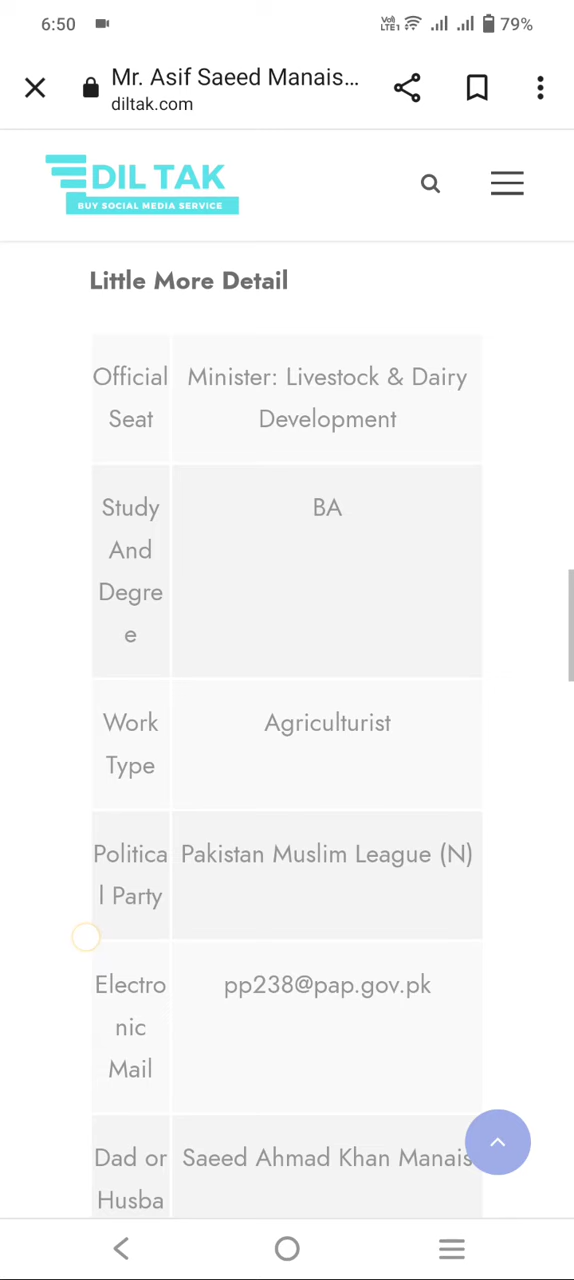 6:50 Vo) LTE1 79%
Mr. Asif Saeed Manais...
diltak.com
DIL TAK
BUY SOCIAL MEDIA SERVICE
Little More Detail
Official Minister: Livestock & Dairy
Seat Development
Study BA
And
Degre
e
Work Agriculturist
Type
Politica Pakistan Muslim League (N)
l Party
Electro pp238@pap.gov.pk
nic
Mail
Dad or Saeed Ahmad Khan Manais
Husba